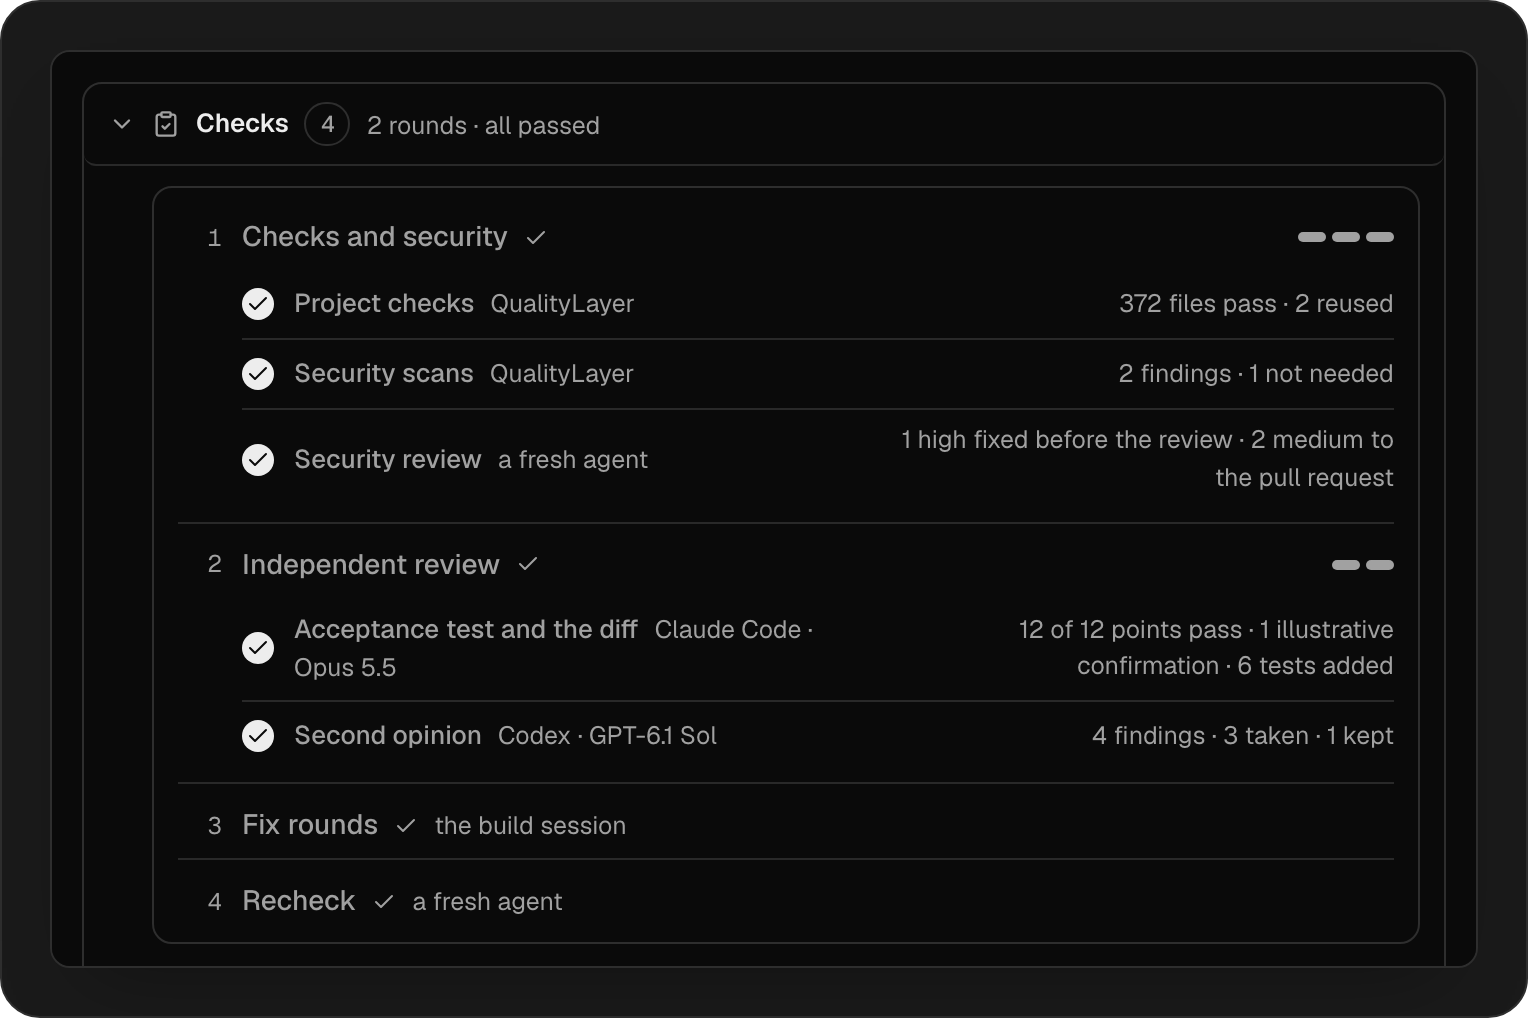 Checks 4 2 rounds · all passed
1 Checks and security
Project checks QualityLayer 372 files pass · 2 reused
Security scans QualityLayer 2 findings · 1 not needed
Security review a fresh agent 1 high fixed before the review · 2 medium to
the pull request
2 Independent review
Acceptance test and the diff Claude Code ·
Opus 5.5
12 of 12 points pass · 1 illustrative
confirmation · 6 tests added
Second opinion Codex · GPT-6.1 Sol 4 findings · 3 taken · 1 kept
3 Fix rounds the build session
4 Recheck a fresh agent